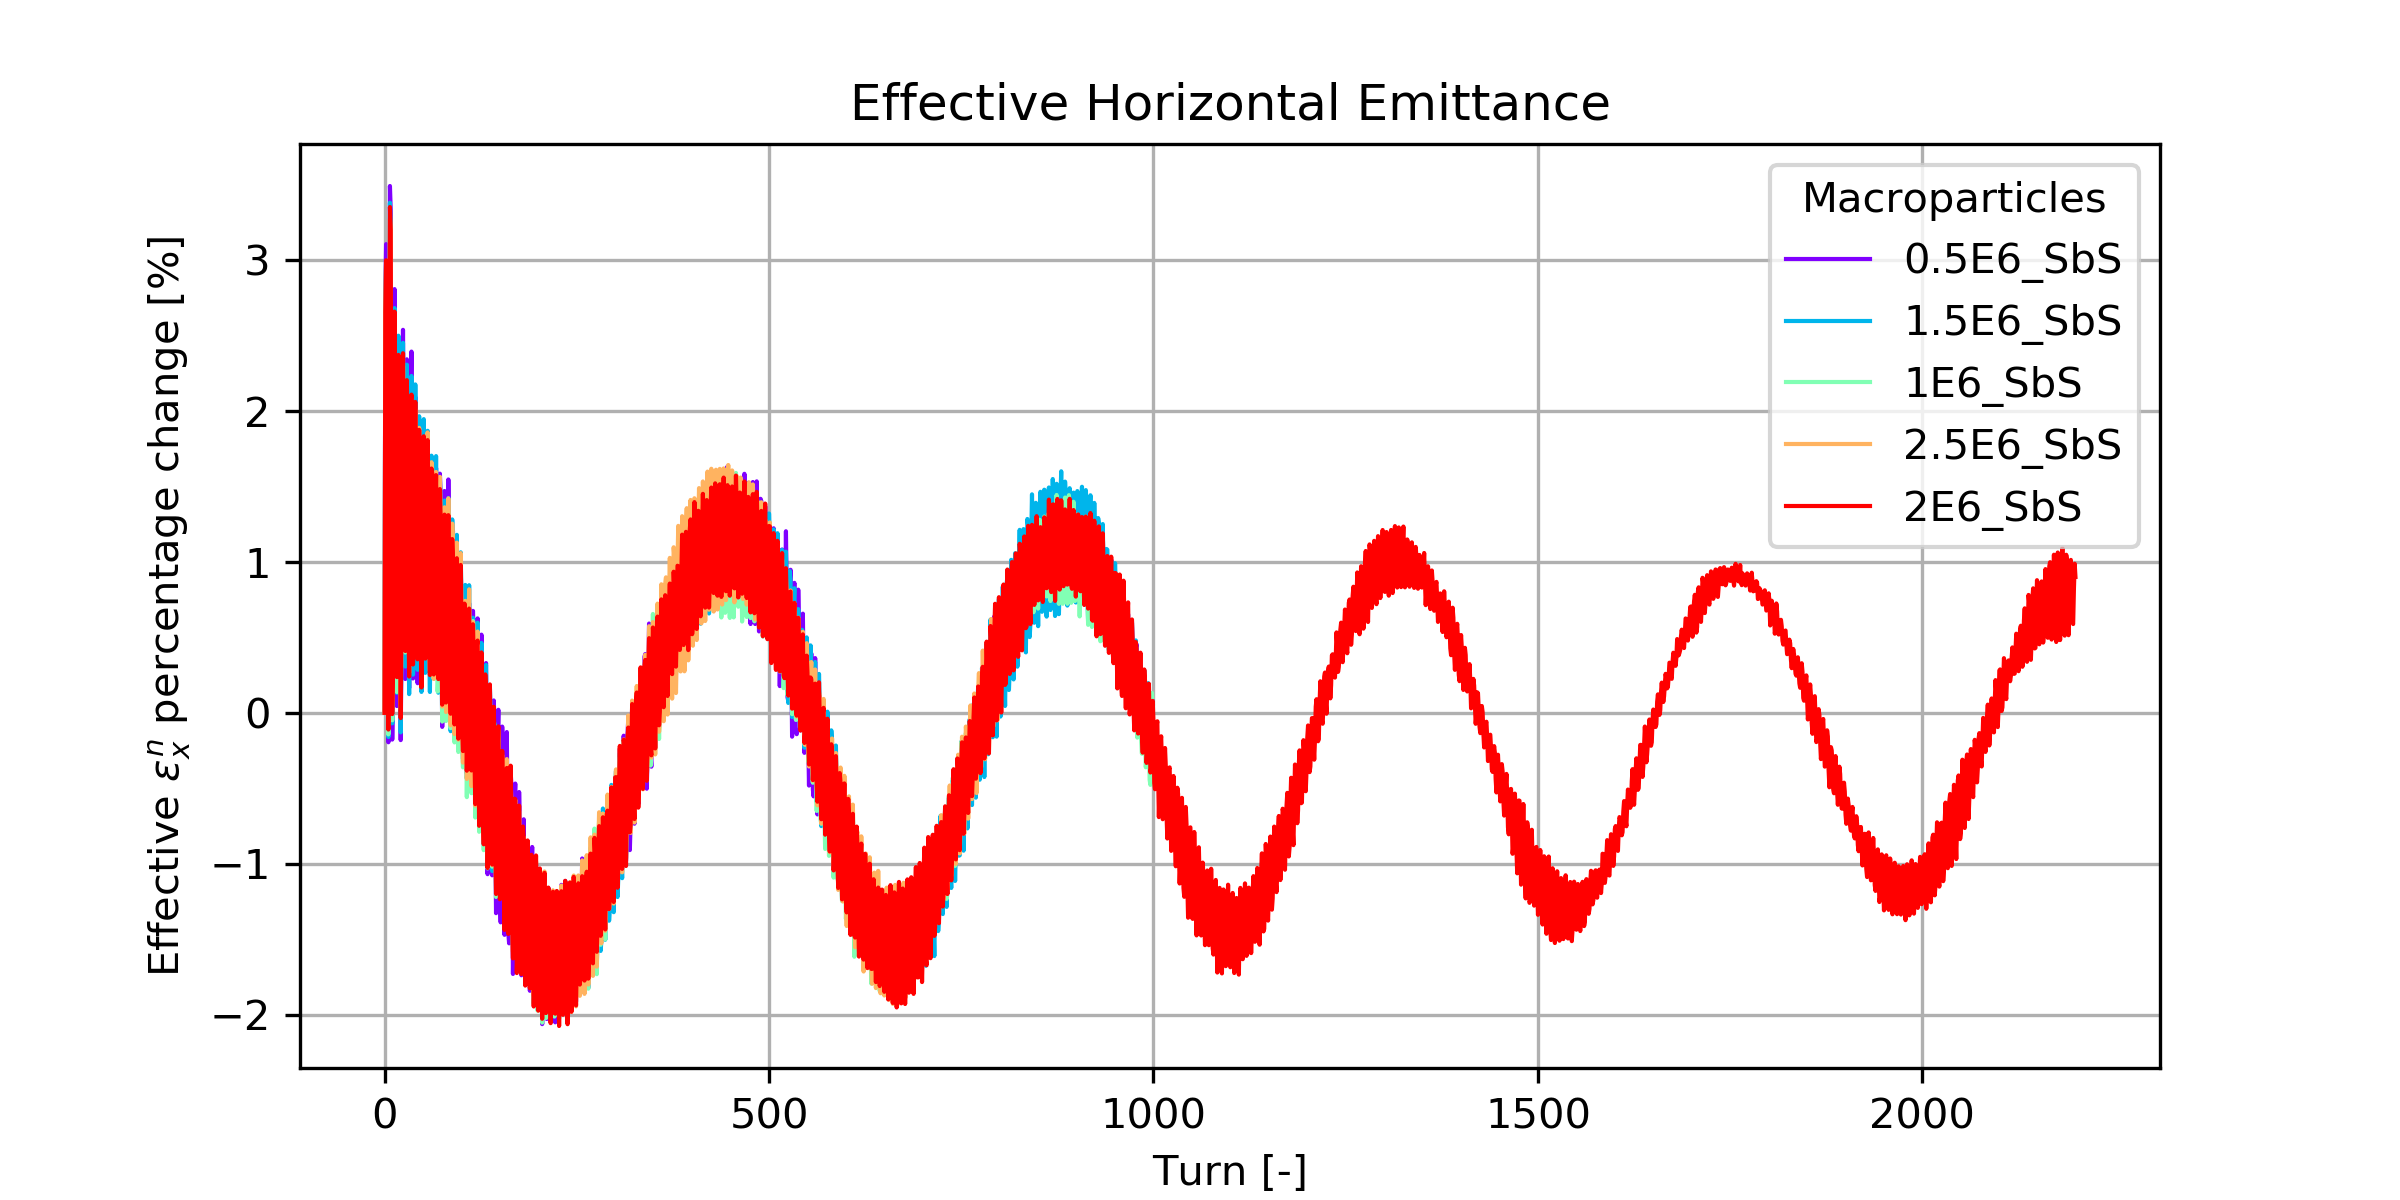 Effective Horizontal Emittance
Effective εₓⁿ percentage change [%]
3
2
1
0
−1
−2
Macroparticles
0.5E6_SbS
1.5E6_SbS
1E6_SbS
2.5E6_SbS
2E6_SbS
0
500
1000
1500
2000
Turn [-]